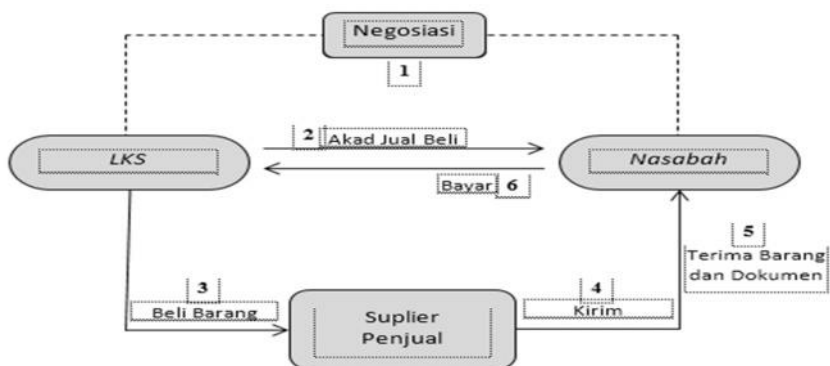 Negosiasi
1
LKS
2 Akad Jual Beli
Nasabah
Bayar 6
5
Terima Barang
dan Dokumen
3
Beli Barang
4
Kirim
Suplier
Penjual